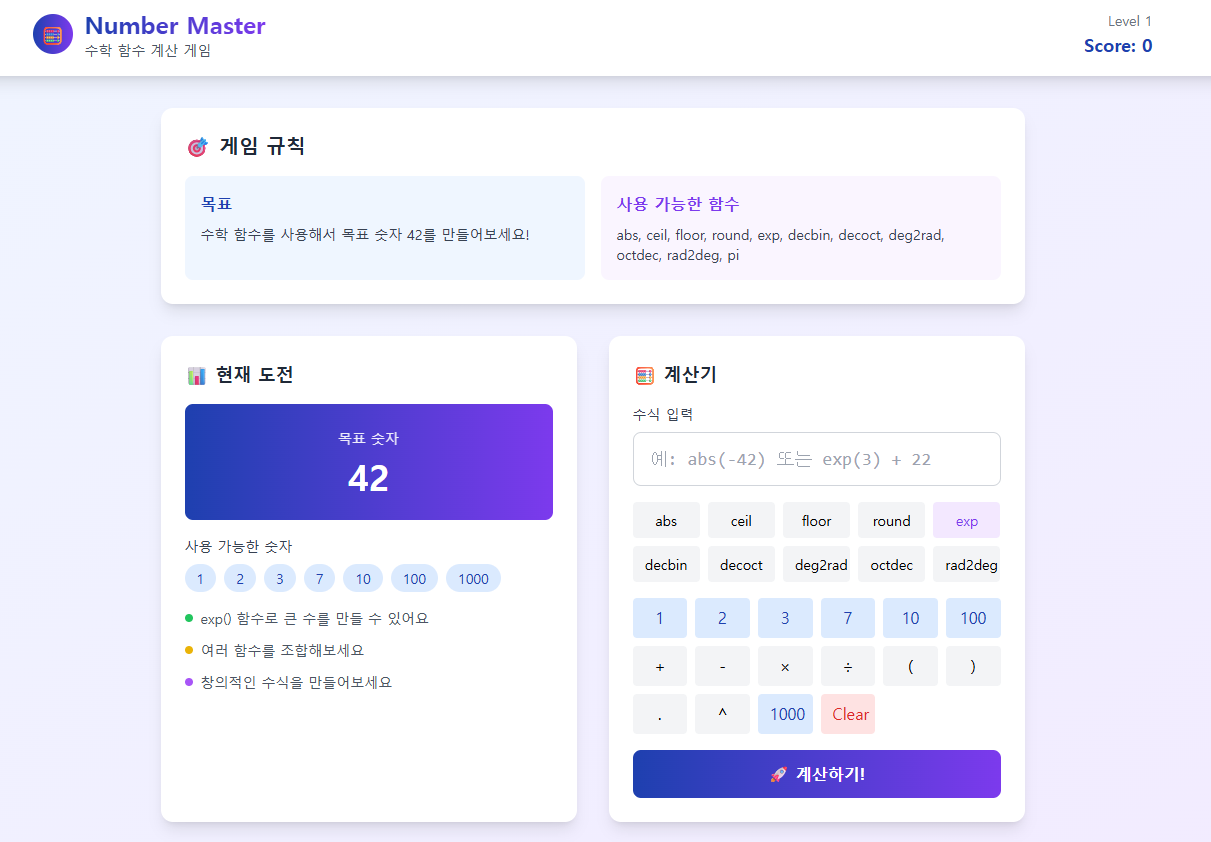 Number Master
수학 함수 계산 게임
Level 1
Score: 0
게임 규칙
목표
수학 함수를 사용해서 목표 숫자 42를 만들어보세요!
사용 가능한 함수
abs, ceil, floor, round, exp, decbin, decoct, deg2rad,
octdec, rad2deg, pi
현재 도전
목표 숫자
42
사용 가능한 숫자
1 2 3 7 10 100 1000
exp() 함수로 큰 수를 만들 수 있어요
여러 함수를 조합해보세요
창의적인 수식을 만들어보세요
계산기
수식 입력
예: abs(-42) 또는 exp(3) + 22
abs ceil floor round exp
decbin decoct deg2rad octdec rad2deg
1 2 3 7 10 100
+ - × ÷ ( )
. ^ 1000 Clear
계산하기!